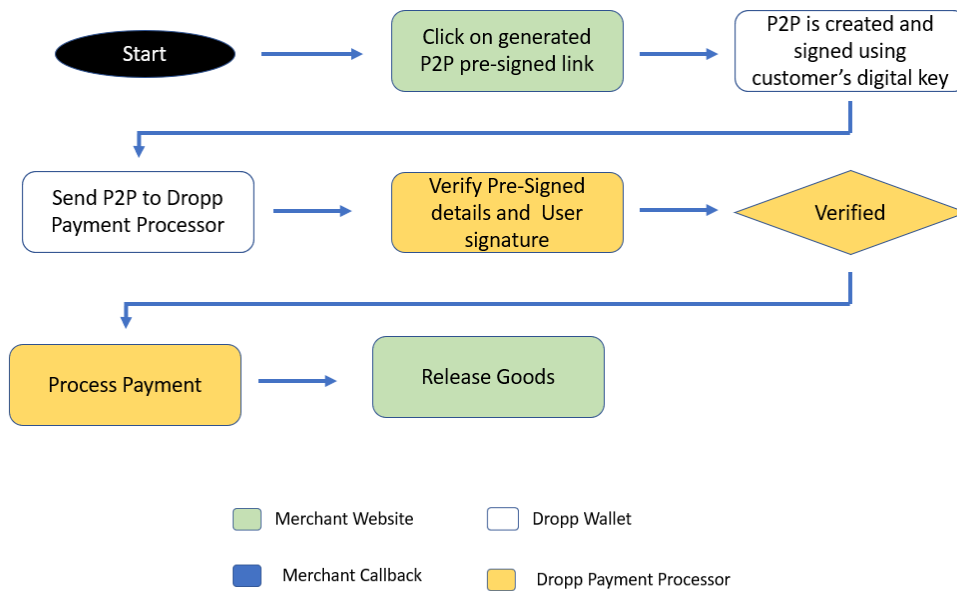 Start
Click on generated
P2P pre-signed link
P2P is created and
signed using
customer's digital key
Send P2P to Dropp
Payment Processor
Verify Pre-Signed
details and User
signature
Verified
Process Payment
Release Goods
Merchant Website
Dropp Wallet
Merchant Callback
Dropp Payment Processor